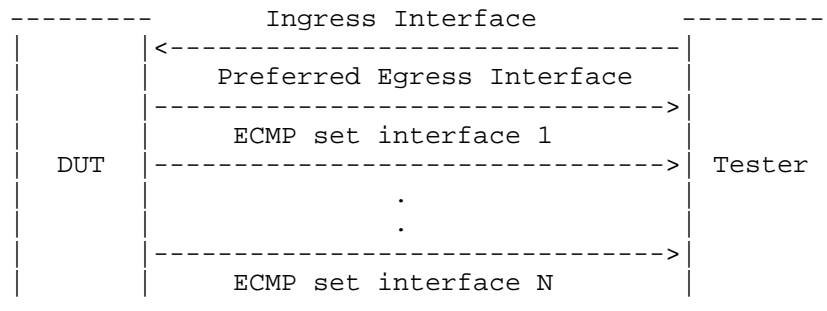 Ingress Interface
Preferred Egress Interface
ECMP set interface 1
DUT Tester
.
.
ECMP set interface N